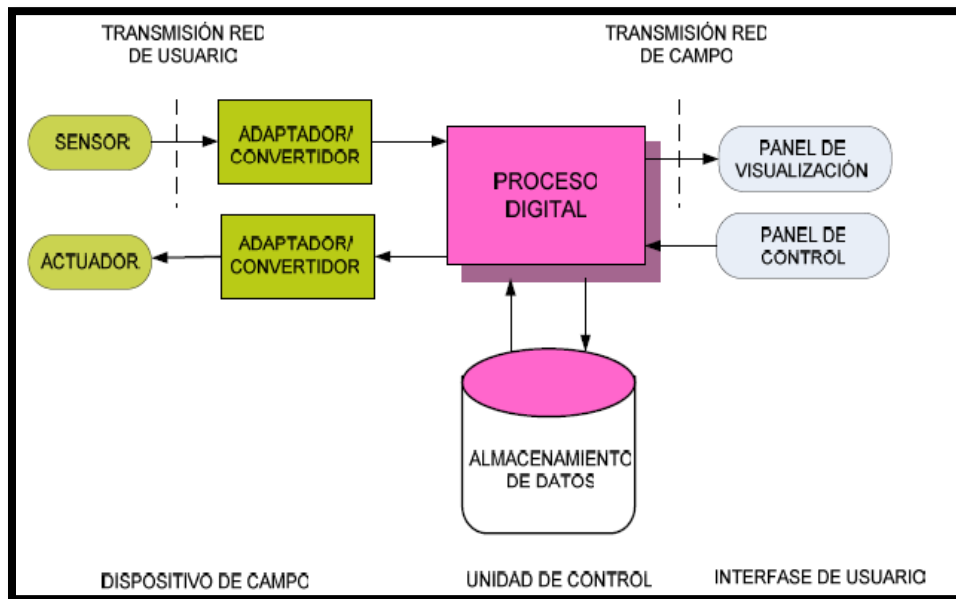 TRANSMISIÓN RED
DE USUARIO
TRANSMISIÓN RED
DE CAMPO
SENSOR
ADAPTADOR/
CONVERTIDOR
PROCESO
DIGITAL
PANEL DE
VISUALIZACIÓN
ACTUADOR
ADAPTADOR/
CONVERTIDOR
PANEL DE
CONTROL
ALMACENAMIENTO
DE DATOS
DISPOSITIVO DE CAMPO
UNIDAD DE CONTROL
INTERFASE DE USUARIO